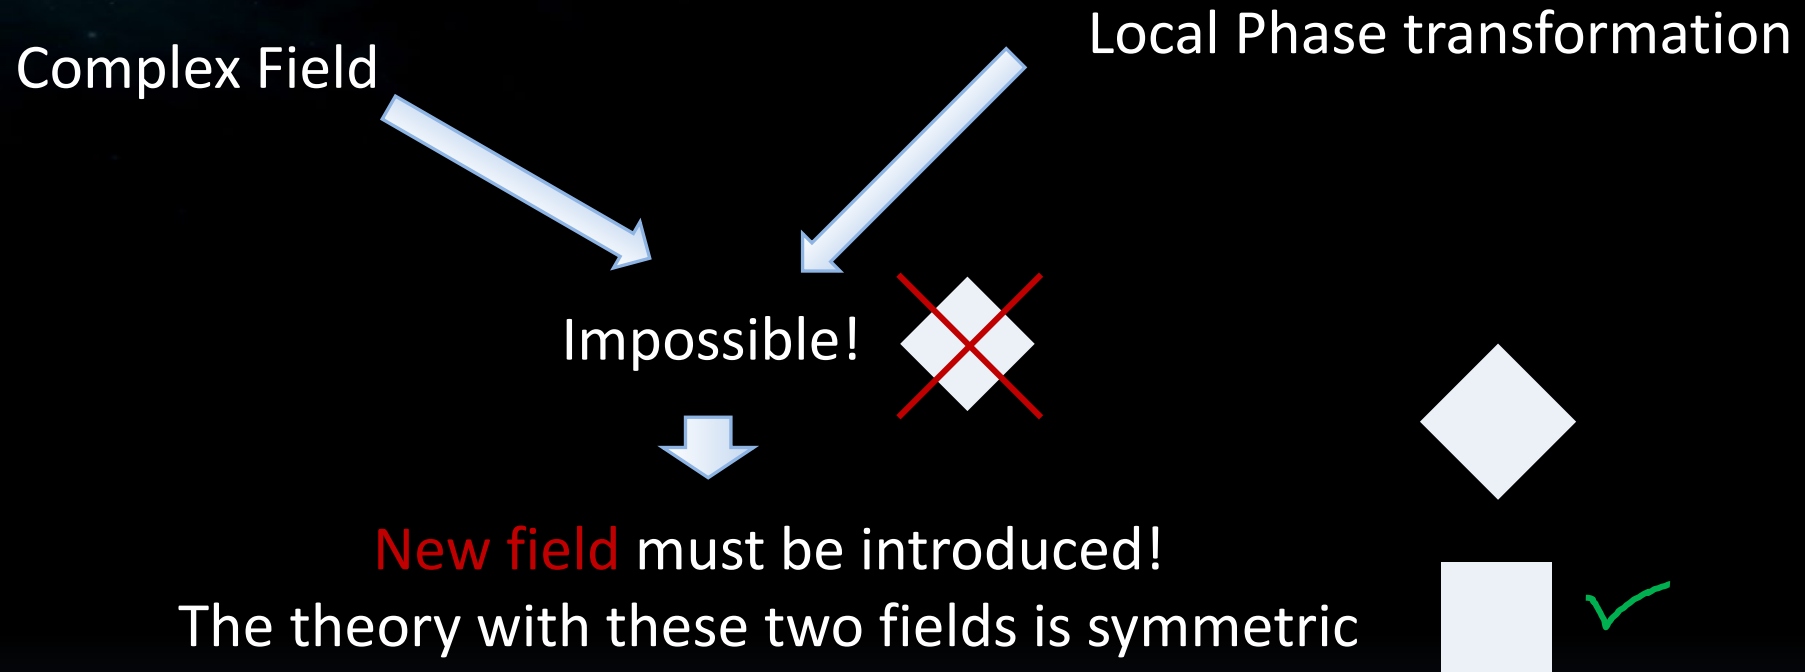 Complex Field
Local Phase transformation
Impossible!
New field must be introduced!
The theory with these two fields is symmetric